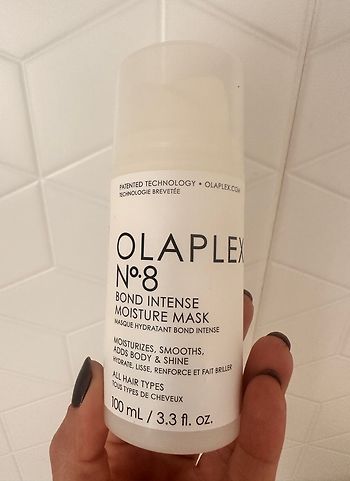 PATENTED TECHNOLOGY • OLAPLEX.COM
TECHNOLOGIE BREVETÉE
OLAPLEX
Nº.8
BOND INTENSE
MOISTURE MASK
MASQUE HYDRATANT BOND INTENSE
MOISTURIZES, SMOOTHS,
ADDS BODY & SHINE
HYDRATE, LISSE, RENFORCE ET FAIT BRILLER
ALL HAIR TYPES
TOUS TYPES DE CHEVEUX
100 mL / 3.3 fl. oz.